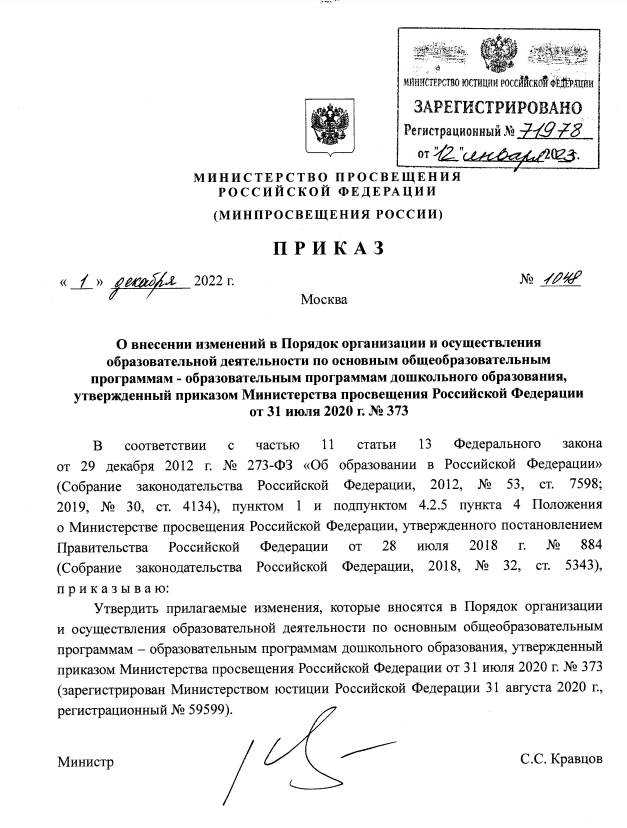 МИНИСТЕРСТВО ЮСТИЦИИ РОССИЙСКОЙ ФЕДЕРАЦИИ
ЗАРЕГИСТРИРОВАНО
Регистрационный № 71978
от "12" января 2023г.
МИНИСТЕРСТВО ПРОСВЕЩЕНИЯ
РОССИЙСКОЙ ФЕДЕРАЦИИ
(МИНПРОСВЕЩЕНИЯ РОССИИ)
ПРИКАЗ
« 1 » декабря 2022 г.
№ 1048
Москва
О внесении изменений в Порядок организации и осуществления
образовательной деятельности по основным общеобразовательным
программам - образовательным программам дошкольного образования,
утвержденный приказом Министерства просвещения Российской Федерации
от 31 июля 2020 г. № 373
В соответствии с частью 11 статьи 13 Федерального закона
от 29 декабря 2012 г. № 273-ФЗ «Об образовании в Российской Федерации»
(Собрание законодательства Российской Федерации, 2012, № 53, ст. 7598;
2019, № 30, ст. 4134), пунктом 1 и подпунктом 4.2.5 пункта 4 Положения
о Министерстве просвещения Российской Федерации, утвержденного постановлением
Правительства Российской Федерации от 28 июля 2018 г. № 884
(Собрание законодательства Российской Федерации, 2018, № 32, ст. 5343),
п р и к а з ы в а ю:
Утвердить прилагаемые изменения, которые вносятся в Порядок организации
и осуществления образовательной деятельности по основным общеобразовательным
программам – образовательным программам дошкольного образования, утвержденный
приказом Министерства просвещения Российской Федерации от 31 июля 2020 г. № 373
(зарегистрирован Министерством юстиции Российской Федерации 31 августа 2020 г.,
регистрационный № 59599).
Министр
С.С. Кравцов